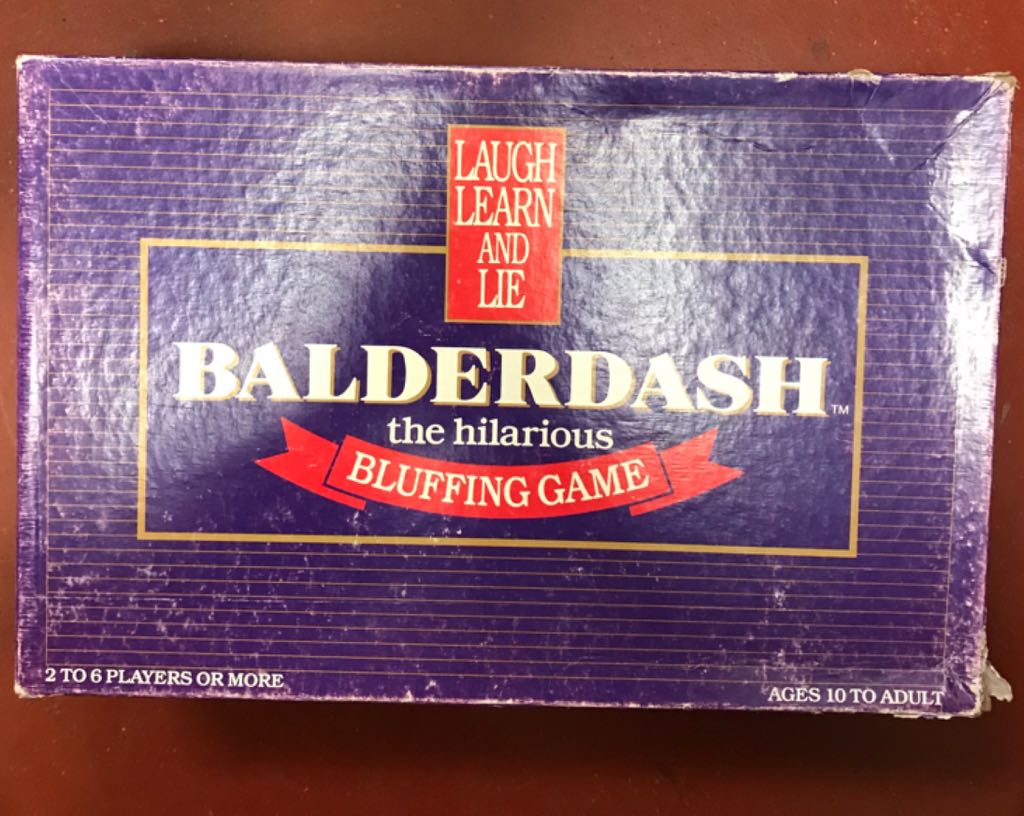 LAUGH
LEARN
AND
LIE
BALDERDASH™
the hilarious
BLUFFING GAME
2 TO 6 PLAYERS OR MORE
AGES 10 TO ADULT